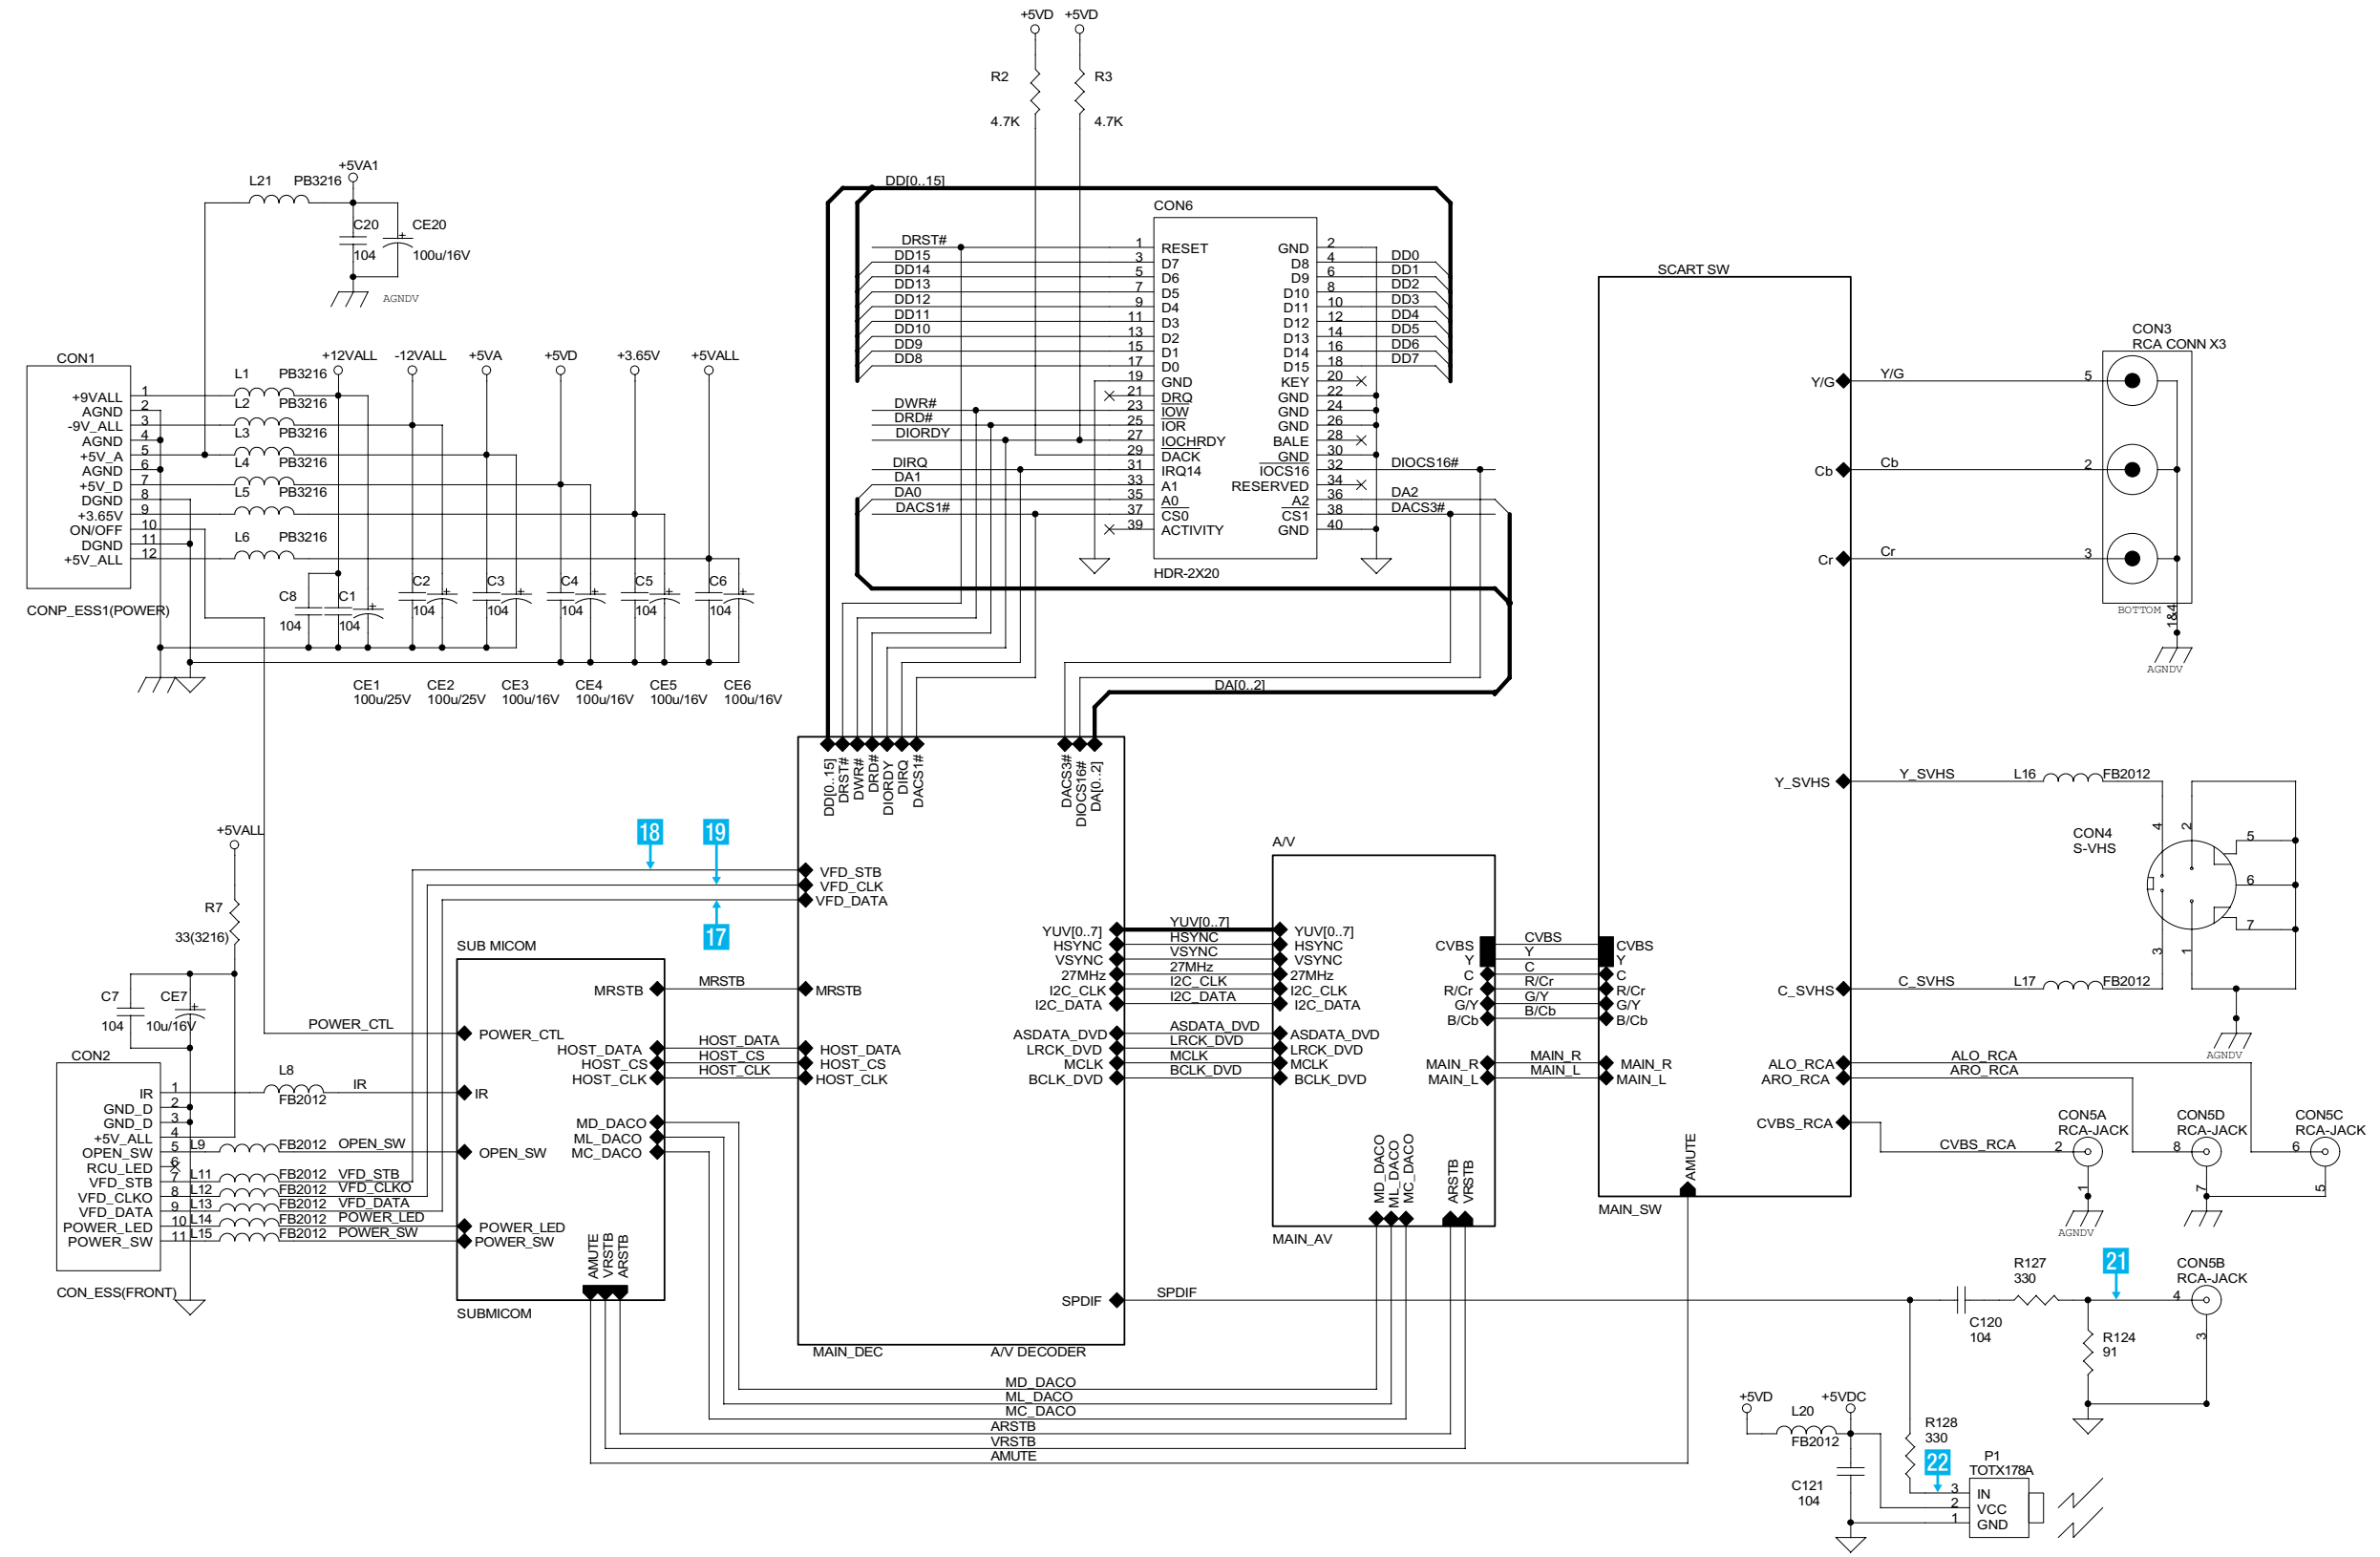 +5VD +5VD
R2 R3
4.7K 4.7K
+5VA1
L21 PB3216
C20 CE20
104 100u/16V
AGNDV
DD[0..15]
CON6
DRST# 1 RESET GND 2
DD15 3 D7 D8 4 DD0
DD14 5 D6 D9 6 DD1
DD13 7 D5 D10 8 DD2
DD12 9 D4 D11 10 DD3
DD11 11 D3 D12 12 DD4
DD10 13 D2 D13 14 DD5
DD9 15 D1 D14 16 DD6
DD8 17 D0 D15 18 DD7
19 GND KEY 20
21 DRQ GND 22
DWR# 23 IOW GND 24
DRD# 25 IOR GND 26
DIORDY 27 IOCHRDY BALE 28
29 DACK GND 30
DIRQ 31 IRQ14 IOCS16 32 DIOCS16#
DA1 33 A1 RESERVED 34
DA0 35 A0 A2 36 DA2
DACS1# 37 CS0 CS1 38 DACS3#
39 ACTIVITY GND 40
HDR-2X20
DA[0..2]
CON1
+12VALL -12VALL +5VA +5VD +3.65V +5VALL
+9VALL 1 L1 PB3216
AGND 2
-9V_ALL 3 L2 PB3216
AGND 4
+5V_A 5 L3 PB3216
AGND 6
+5V_D 7 L4 PB3216
DGND 8
+3.65V 9 L5 PB3216
ON/OFF 10
DGND 11
+5V_ALL 12 L6 PB3216
CONP_ESS1(POWER)
C8 C1 C2 C3 C4 C5 C6
104 104 104 104 104 104 104
CE1 CE2 CE3 CE4 CE5 CE6
100u/25V 100u/25V 100u/16V 100u/16V 100u/16V 100u/16V
SCART SW
CON3
RCA CONN X3
Y/G Y/G 5
Cb Cb 2
Cr Cr 3
BOTTOM
1&4
AGNDV
Y_SVHS Y_SVHS L16 FB2012
CON4
S-VHS
4 2 5
6
3 1 7
C_SVHS C_SVHS L17 FB2012
AGNDV
DD[0..15]
DRST#
DWR#
DRD#
DIORDY
DIRQ
DACS1#
DACS3#
DIOCS16#
DA[0..2]
18 19
17
VFD_STB
VFD_CLK
VFD_DATA
+5VALL
R7
33(3216)
C7 CE7
104 10u/16V
SUB MICOM
MRSTB MRSTB MRSTB
POWER_CTL POWER_CTL
HOST_DATA HOST_DATA HOST_DATA
HOST_CS HOST_CS HOST_CS
HOST_CLK HOST_CLK HOST_CLK
IR
OPEN_SW
MD_DACO
ML_DACO
MC_DACO
POWER_LED
POWER_SW
AMUTE
VRSTB
ARSTB
SUBMICOM
CON2
IR 1 L8 FB2012 IR
GND_D 2
GND_D 3
+5V_ALL 4
OPEN_SW 5 L9 FB2012 OPEN_SW
RCU_LED 6
VFD_STB 7 L11 FB2012 VFD_STB
VFD_CLKO 8 L12 FB2012 VFD_CLKO
VFD_DATA 9 L13 FB2012 VFD_DATA
POWER_LED 10 L14 FB2012 POWER_LED
POWER_SW 11 L15 FB2012 POWER_SW
CON_ESS(FRONT)
A/V
YUV[0..7] YUV[0..7] YUV[0..7]
HSYNC HSYNC HSYNC
VSYNC VSYNC VSYNC
27MHz 27MHz 27MHz
I2C_CLK I2C_CLK I2C_CLK
I2C_DATA I2C_DATA I2C_DATA
ASDATA_DVD ASDATA_DVD ASDATA_DVD
LRCK_DVD LRCK_DVD LRCK_DVD
MCLK MCLK MCLK
BCLK_DVD BCLK_DVD BCLK_DVD
SPDIF SPDIF
MAIN_DEC A/V DECODER
CVBS CVBS CVBS
Y Y Y
C C C
R/Cr R/Cr R/Cr
G/Y G/Y G/Y
B/Cb B/Cb B/Cb
MAIN_R MAIN_R MAIN_R
MAIN_L MAIN_L MAIN_L
MD_DACO
ML_DACO
MC_DACO
ARSTB
VRSTB
MAIN_AV
AMUTE
MAIN_SW
ALO_RCA ALO_RCA
ARO_RCA ARO_RCA
CVBS_RCA CVBS_RCA
CON5A CON5D CON5C
RCA-JACK RCA-JACK RCA-JACK
2 8 6
1 7 5
AGNDV
MD_DACO
ML_DACO
MC_DACO
ARSTB
VRSTB
AMUTE
R127
330
21
CON5B
RCA-JACK
4
3
C120
104
R124
91
+5VD +5VDC
L20
FB2012
R128
330
22
C121
104
P1
TOTX178A
3 IN
2 VCC
1 GND